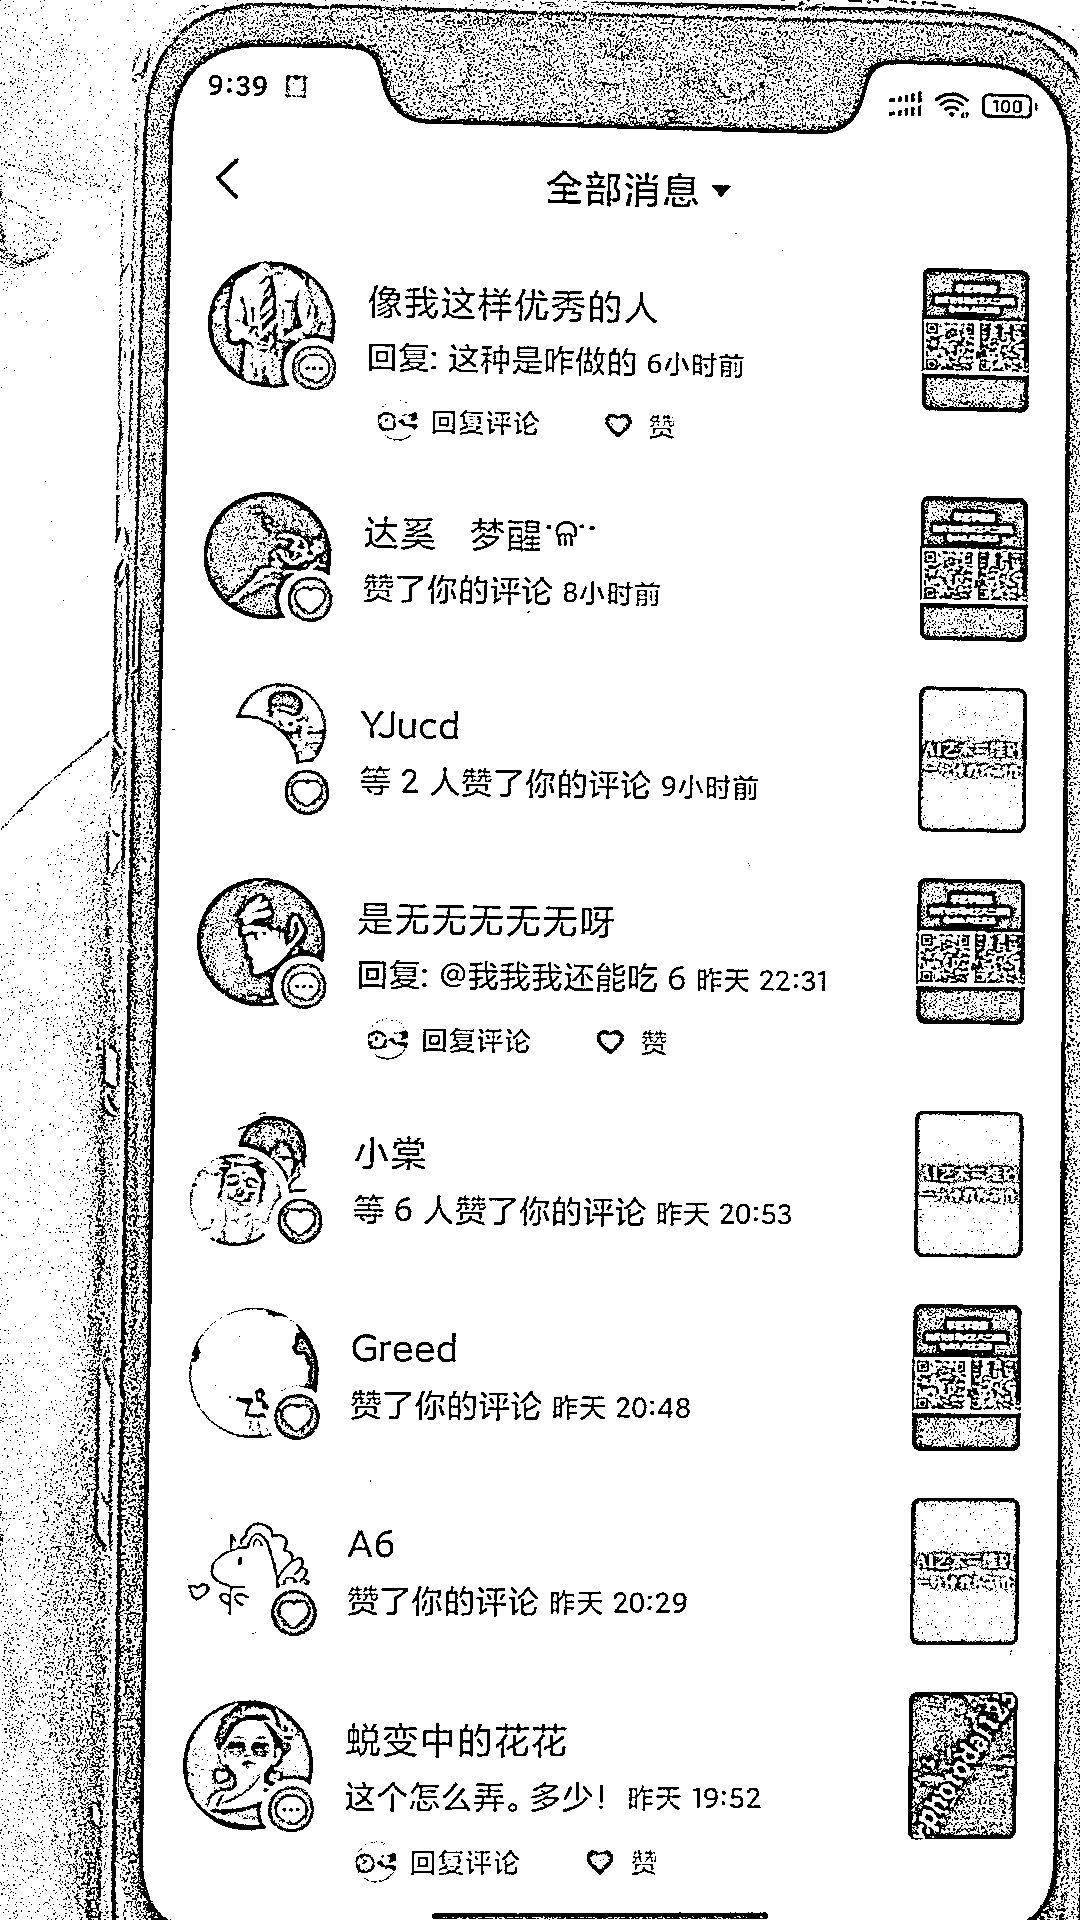 9:39
100
全部消息
像我这样优秀的人
回复: 这种是咋做的 6小时前
回复评论 赞
达奚 梦醒
赞了你的评论 8小时前
YJucd
等 2 人赞了你的评论 9小时前
是无无无无无呀
回复: @我我我还能吃 6 昨天 22:31
回复评论 赞
小棠
等 6 人赞了你的评论 昨天 20:53
Greed
赞了你的评论 昨天 20:48
A6
赞了你的评论 昨天 20:29
蜕变中的花花
这个怎么弄。多少！ 昨天 19:52
回复评论 赞